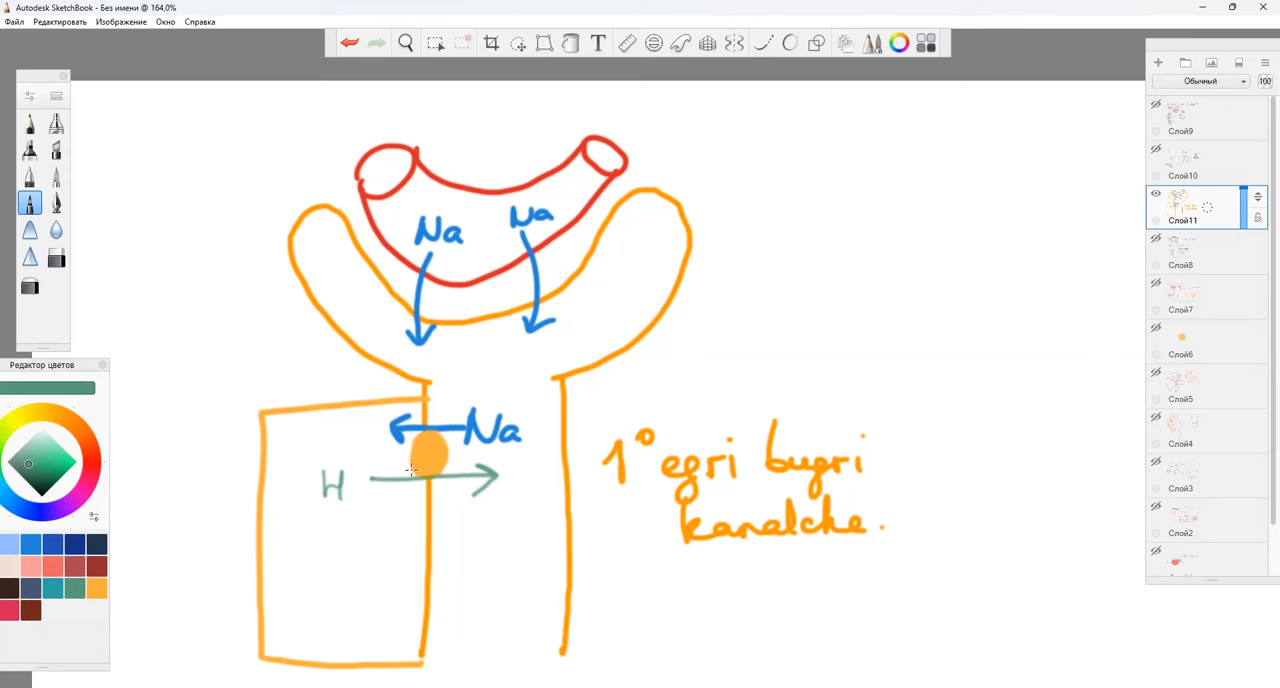 Autodesk SketchBook - Без имени @ 164,0%
Файл Редактировать Изображение Окно Справка
Обычный 100
Слой9
Слой10
Слой11
Слой8
Слой7
Слой6
Слой5
Слой4
Слой3
Слой2
Редактор цветов
Na Na
Na
H
1° egri bugri
kanalche.